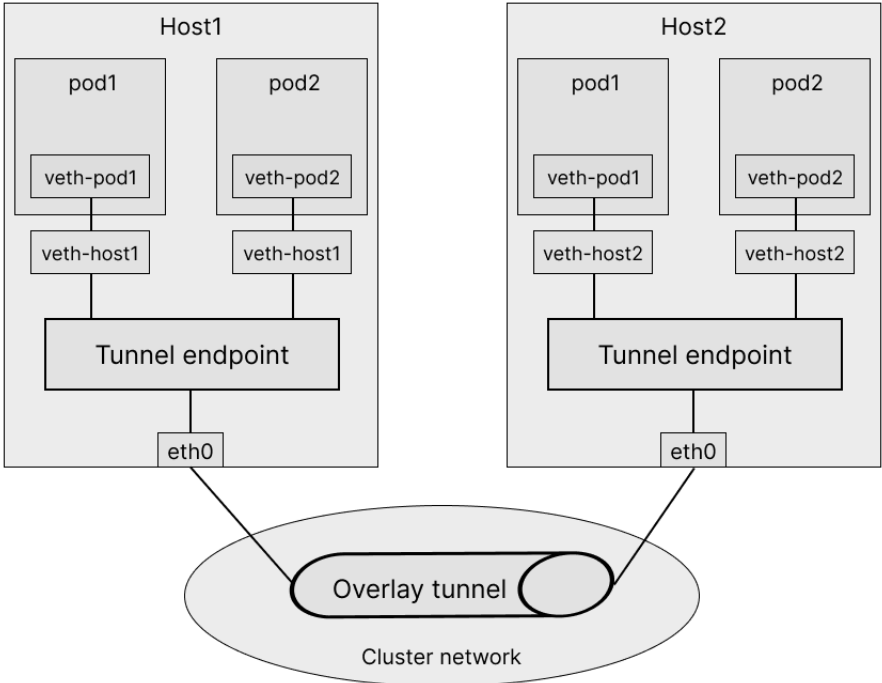 Host1
pod1
pod2
veth-pod1
veth-pod2
veth-host1
veth-host1
Tunnel endpoint
eth0
Host2
pod1
pod2
veth-pod1
veth-pod2
veth-host2
veth-host2
Tunnel endpoint
eth0
Overlay tunnel
Cluster network